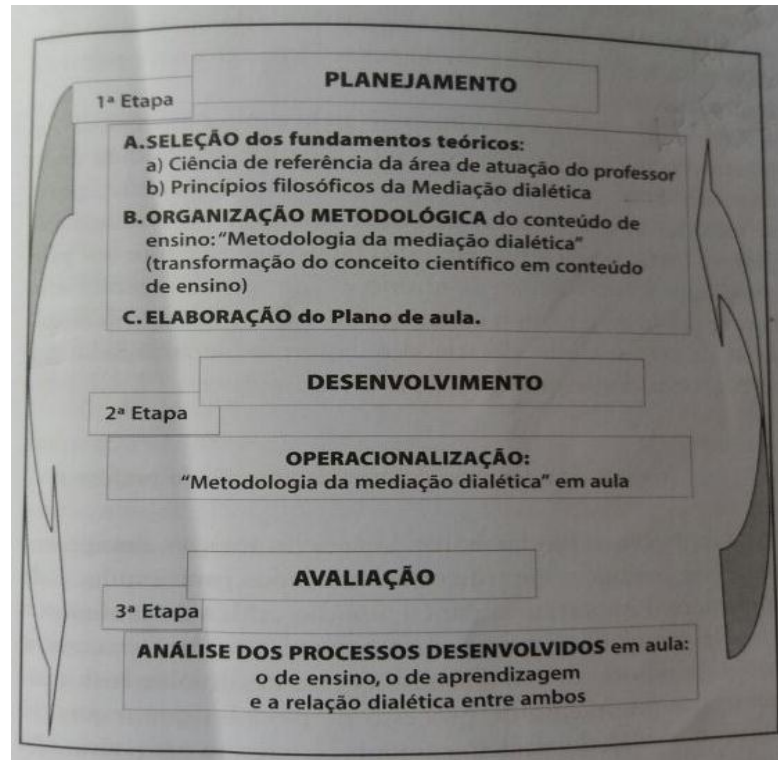 PLANEJAMENTO
1ª Etapa
A. SELEÇÃO dos fundamentos teóricos:
a) Ciência de referência da área de atuação do professor
b) Princípios filosóficos da Mediação dialética
B. ORGANIZAÇÃO METODOLÓGICA do conteúdo de
ensino: "Metodologia da mediação dialética"
(transformação do conceito científico em conteúdo
de ensino)
C. ELABORAÇÃO do Plano de aula.
DESENVOLVIMENTO
2ª Etapa
OPERACIONALIZAÇÃO:
"Metodologia da mediação dialética" em aula
AVALIAÇÃO
3ª Etapa
ANÁLISE DOS PROCESSOS DESENVOLVIDOS em aula:
o de ensino, o de aprendizagem
e a relação dialética entre ambos